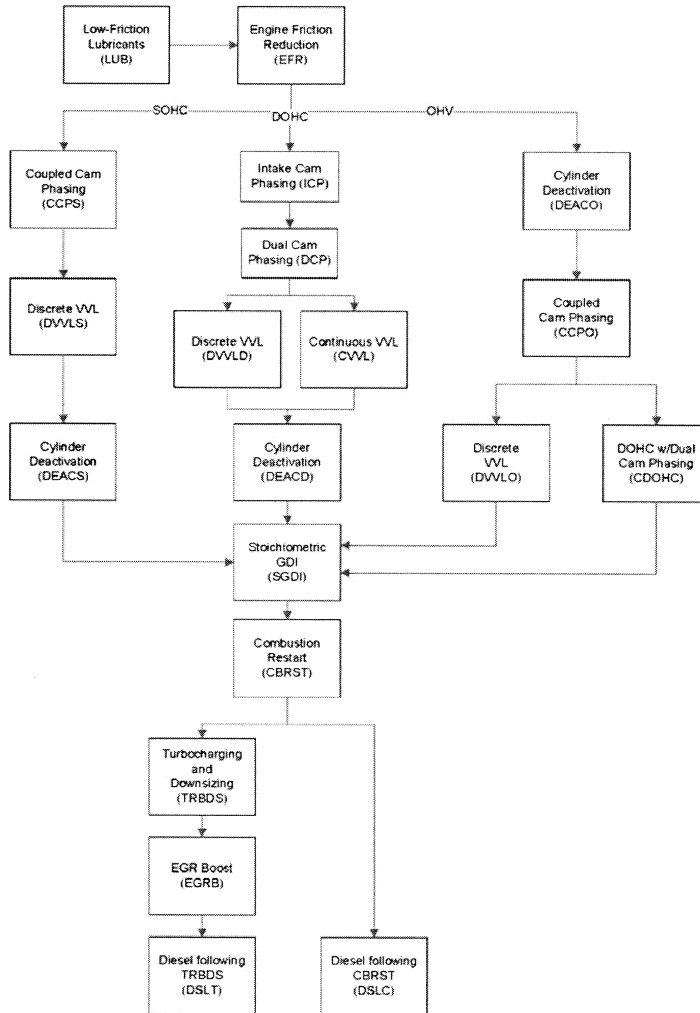 Low-Friction
Lubricants
(LUB)
Engine Friction
Reduction
(EFR)
SOHC
DOHC
OHV
Coupled Cam
Phasing
(CCPS)
Intake Cam
Phasing (ICP)
Cylinder
Deactivation
(DEACO)
Dual Cam
Phasing (DCP)
Discrete VVL
(DVVLS)
Discrete VVL
(DVVLD)
Continuous VVL
(CVVL)
Coupled
Cam Phasing
(CCPO)
Cylinder
Deactivation
(DEACS)
Cylinder
Deactivation
(DEACD)
Discrete
VVL
(DVVLO)
DOHC w/Dual
Cam Phasing
(CDOHC)
Stoichiometric
GDI
(SGDI)
Combustion
Restart
(CBRST)
Turbocharging
and
Downsizing
(TRBDS)
EGR Boost
(EGRB)
Diesel following
TRBDS
(DSLT)
Diesel following
CBRST
(DSLC)